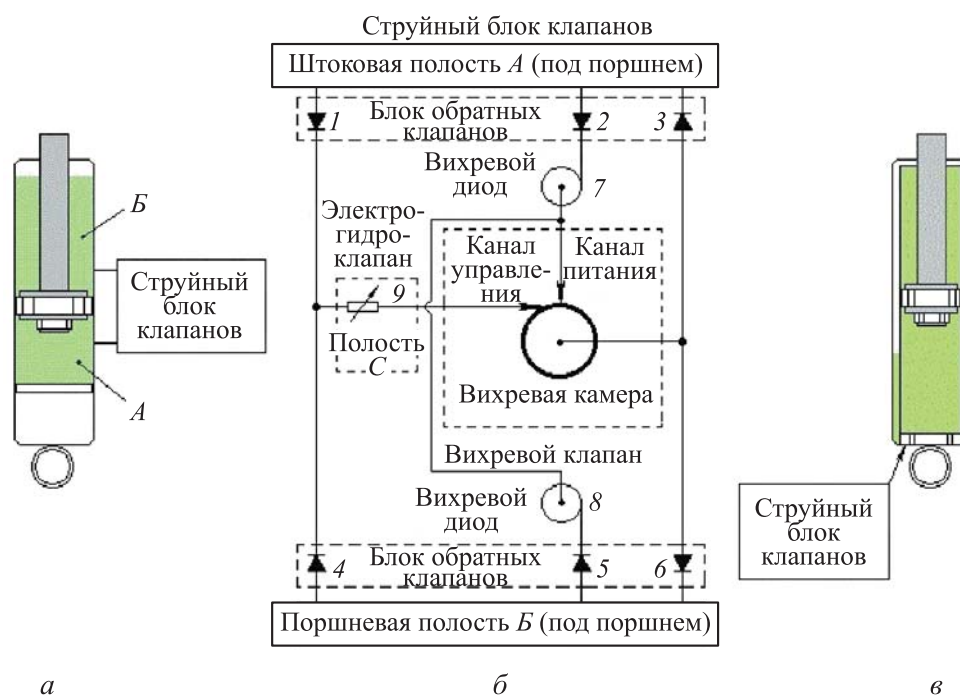 Струйный блок клапанов
Штоковая полость А (под поршнем)
1
Блок обратных
клапанов
2
3
Вихревой
диод
7
Б
Струйный
блок
клапанов
А
Электро-
гидро-
клапан
9
Полость
С
Канал
управле-
ния
Канал
питания
Вихревая камера
Вихревой клапан
Вихревой
диод
8
4
Блок обратных
клапанов
5
6
Поршневая полость Б (под поршнем)
Струйный
блок
клапанов
а
б
в